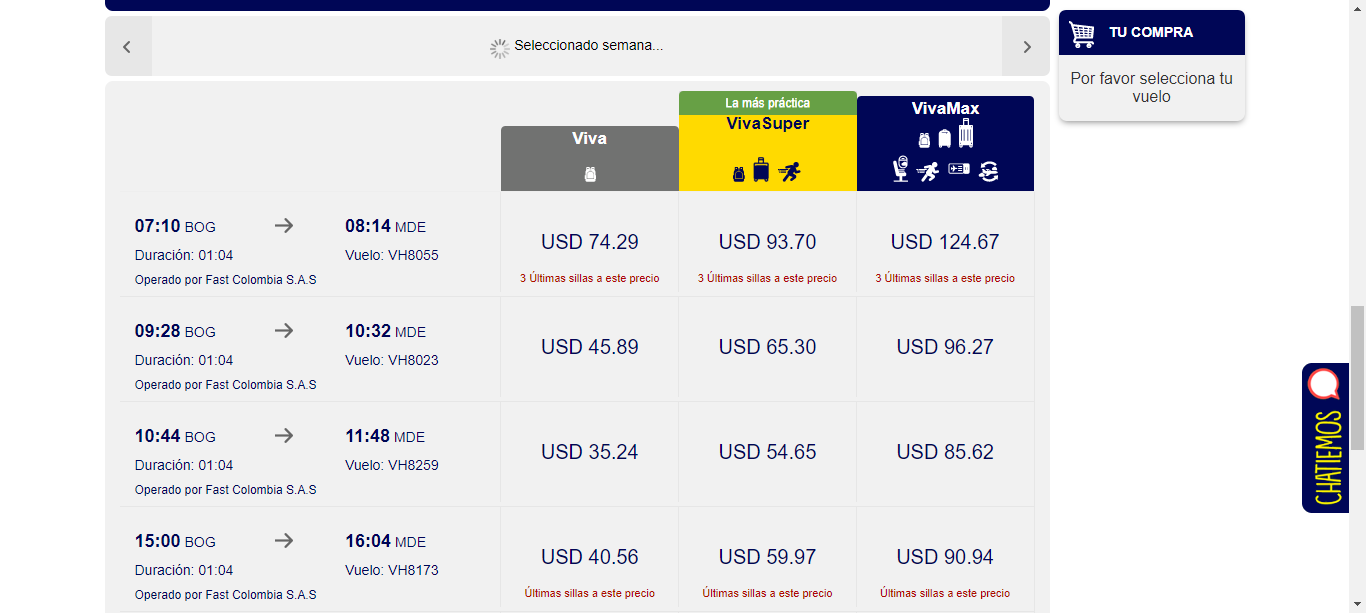 Seleccionado semana...
TU COMPRA
Por favor selecciona tu
vuelo
La más práctica
Viva
VivaSuper
VivaMax
07:10 BOG
08:14 MDE
Duración: 01:04
Vuelo: VH8055
Operado por Fast Colombia S.A.S
USD 74.29
USD 93.70
USD 124.67
3 Últimas sillas a este precio
3 Últimas sillas a este precio
3 Últimas sillas a este precio
09:28 BOG
10:32 MDE
Duración: 01:04
Vuelo: VH8023
Operado por Fast Colombia S.A.S
USD 45.89
USD 65.30
USD 96.27
10:44 BOG
11:48 MDE
Duración: 01:04
Vuelo: VH8259
Operado por Fast Colombia S.A.S
USD 35.24
USD 54.65
USD 85.62
15:00 BOG
16:04 MDE
Duración: 01:04
Vuelo: VH8173
Operado por Fast Colombia S.A.S
USD 40.56
USD 59.97
USD 90.94
Últimas sillas a este precio
Últimas sillas a este precio
Últimas sillas a este precio
CHATIEMOS